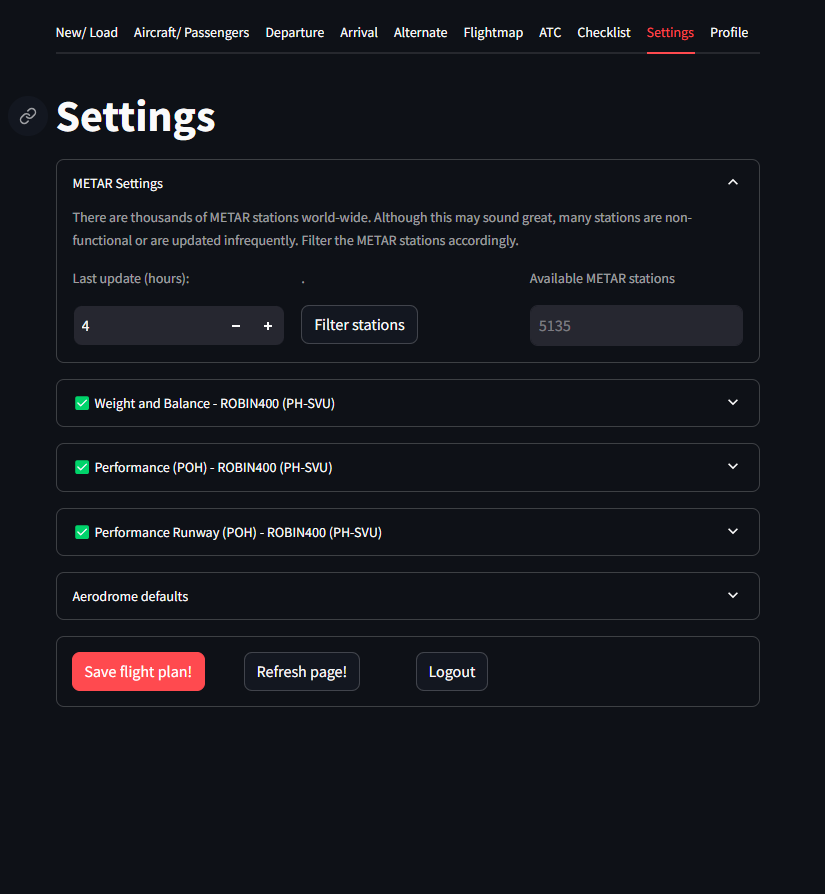 New/ Load Aircraft/ Passengers Departure Arrival Alternate Flightmap ATC Checklist Settings Profile
Settings
METAR Settings
There are thousands of METAR stations world-wide. Although this may sound great, many stations are non-
functional or are updated infrequently. Filter the METAR stations accordingly.
Last update (hours): . Available METAR stations
4 − + Filter stations 5135
✅ Weight and Balance - ROBIN400 (PH-SVU)
✅ Performance (POH) - ROBIN400 (PH-SVU)
✅ Performance Runway (POH) - ROBIN400 (PH-SVU)
Aerodrome defaults
Save flight plan! Refresh page! Logout